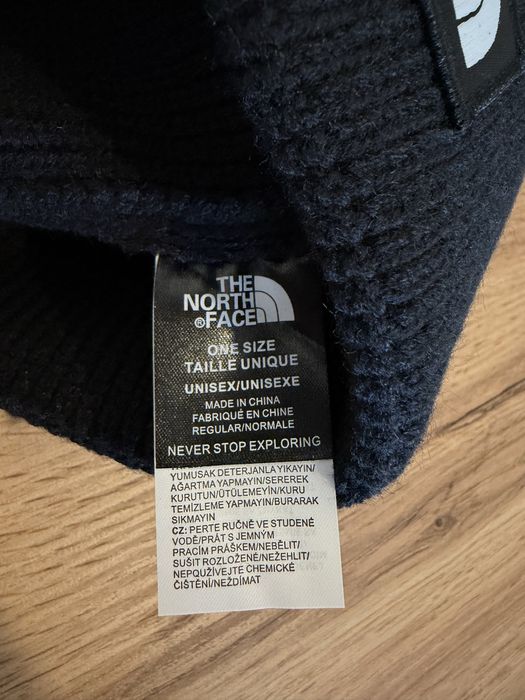 THE
NORTH
®FACE
ONE SIZE
TAILLE UNIQUE
UNISEX/UNISEXE
MADE IN CHINA
FABRIQUÉ EN CHINE
REGULAR/NORMALE
NEVER STOP EXPLORING
YUMUSAK DETERJANLA YIKAYIN/
AĞARTMA YAPMAYIN/SEREREK
KURUTUN/ÜTÜLEMEYİN/KURU
TEMİZLEME YAPMAYIN/BURARAK
SIKMAYIN
CZ: PERTE RUČNĚ VE STUDENÉ
VODĚ/PRÁT S JEMNÝM
PRACÍM PRÁŠKEM/NEBĚLIT/
SUŠIT ROZLOŽENÉ/NEŽEHLIT/
NEPOUŽÍVEJTE CHEMICKÉ
ČIŠTĚNÍ/NEŽDÍMAT